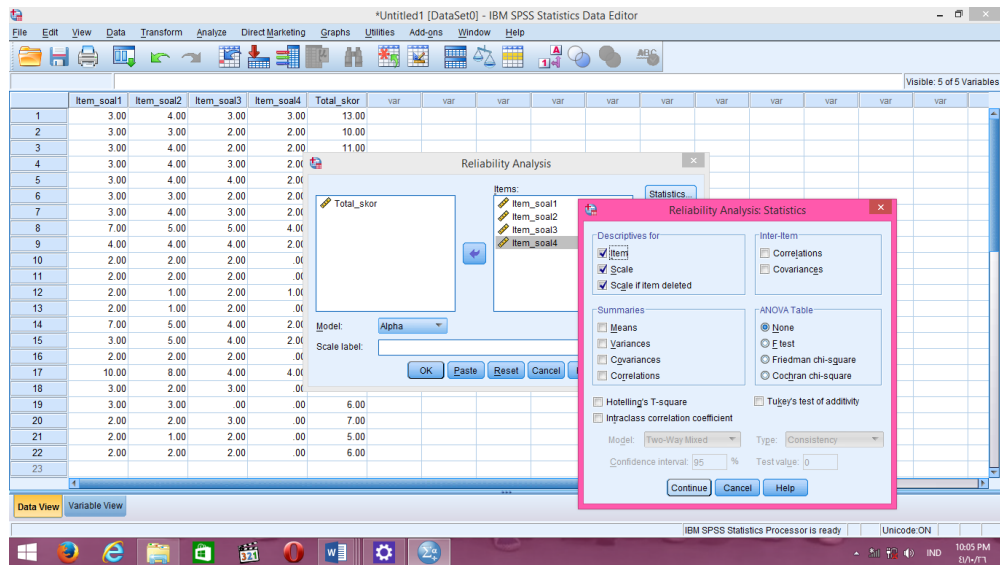 *Untitled1 [DataSet0] - IBM SPSS Statistics Data Editor
File Edit View Data Transform Analyze Direct Marketing Graphs Utilities Add-ons Window Help
Visible: 5 of 5 Variables
Item_soal1 Item_soal2 Item_soal3 Item_soal4 Total_skor var var var var var var var var var var var
1 3.00 4.00 3.00 3.00 13.00
2 3.00 3.00 2.00 2.00 10.00
3 3.00 4.00 2.00 2.00 11.00
4 3.00 4.00 3.00 2.00
5 3.00 4.00 4.00 2.00
6 3.00 3.00 2.00 2.00
7 3.00 4.00 3.00 2.00
8 7.00 5.00 5.00 4.00
9 4.00 4.00 4.00 2.00
10 2.00 2.00 2.00 .00
11 2.00 2.00 2.00 .00
12 2.00 1.00 2.00 1.00
13 2.00 1.00 2.00 .00
14 7.00 5.00 4.00 2.00
15 3.00 5.00 4.00 2.00
16 2.00 2.00 2.00 .00
17 10.00 8.00 4.00 4.00
18 3.00 2.00 3.00 .00
19 3.00 3.00 .00 .00 6.00
20 2.00 2.00 3.00 .00 7.00
21 2.00 1.00 2.00 .00 5.00
22 2.00 2.00 2.00 .00 6.00
23
Reliability Analysis
Items:
Total_skor
Item_soal1
Item_soal2
Item_soal3
Item_soal4
Statistics...
Model: Alpha
Scale label:
OK Paste Reset Cancel
Reliability Analysis: Statistics
Descriptives for
Item
Scale
Scale if item deleted
Inter-Item
Correlations
Covariances
Summaries
Means
Variances
Covariances
Correlations
ANOVA Table
None
F test
Friedman chi-square
Cochran chi-square
Hotelling's T-square
Tukey's test of additivity
Intraclass correlation coefficient
Model: Two-Way Mixed Type: Consistency
Confidence interval: 95 % Test value: 0
Continue Cancel Help
Data View Variable View
IBM SPSS Statistics Processor is ready Unicode:ON
321
IND
10:05 PM